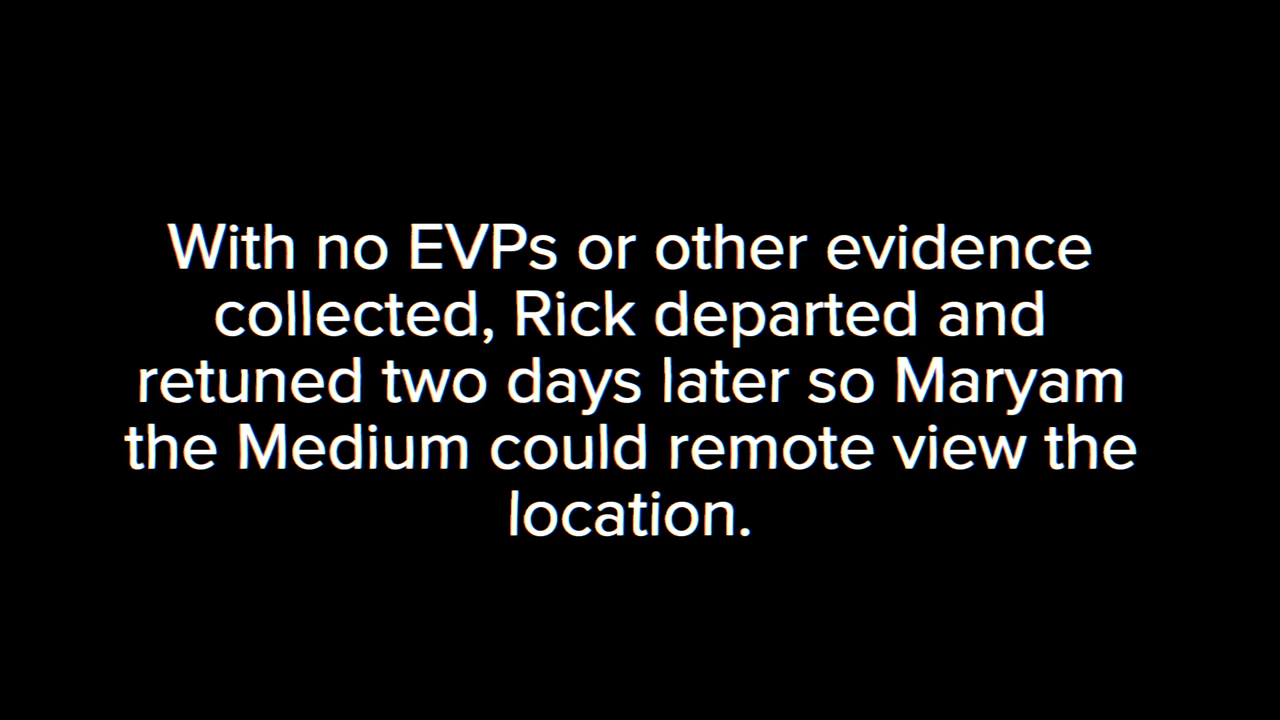 With no EVPs or other evidence
collected, Rick departed and
retuned two days later so Maryam
the Medium could remote view the
location.